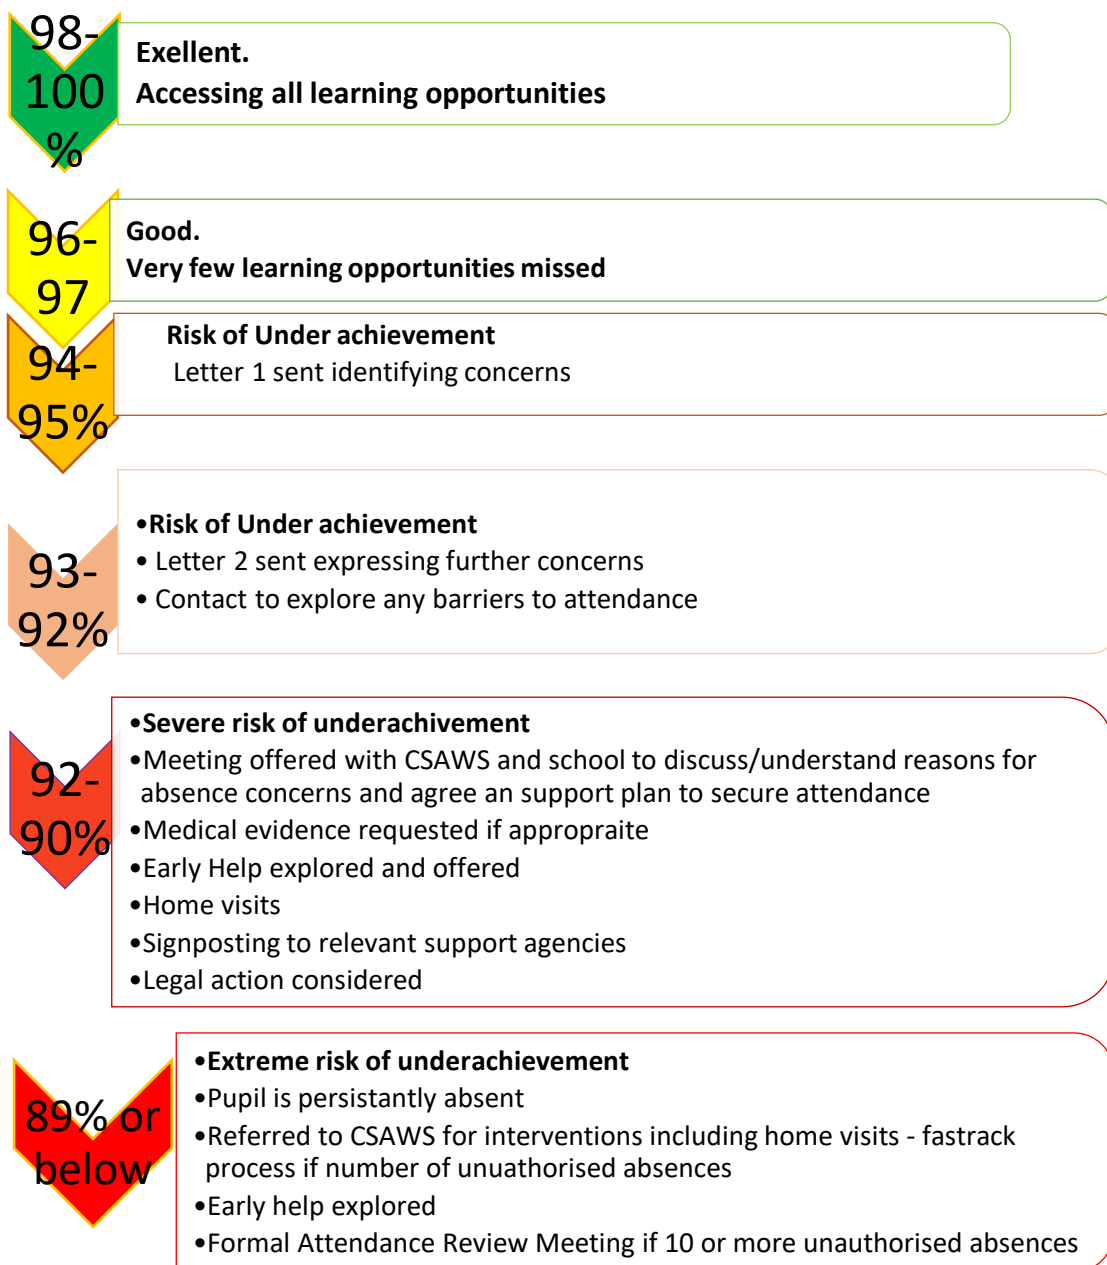 98-
100
%
Exellent.
Accessing all learning opportunities
96-
97
Good.
Very few learning opportunities missed
94-
95%
Risk of Under achievement
Letter 1 sent identifying concerns
93-
92%
•Risk of Under achievement
• Letter 2 sent expressing further concerns
• Contact to explore any barriers to attendance
92-
90%
•Severe risk of underachivement
•Meeting offered with CSAWS and school to discuss/understand reasons for
absence concerns and agree an support plan to secure attendance
•Medical evidence requested if appropraite
•Early Help explored and offered
•Home visits
•Signposting to relevant support agencies
•Legal action considered
89% or
below
•Extreme risk of underachievement
•Pupil is persistantly absent
•Referred to CSAWS for interventions including home visits - fastrack
process if number of unuathorised absences
•Early help explored
•Formal Attendance Review Meeting if 10 or more unauthorised absences